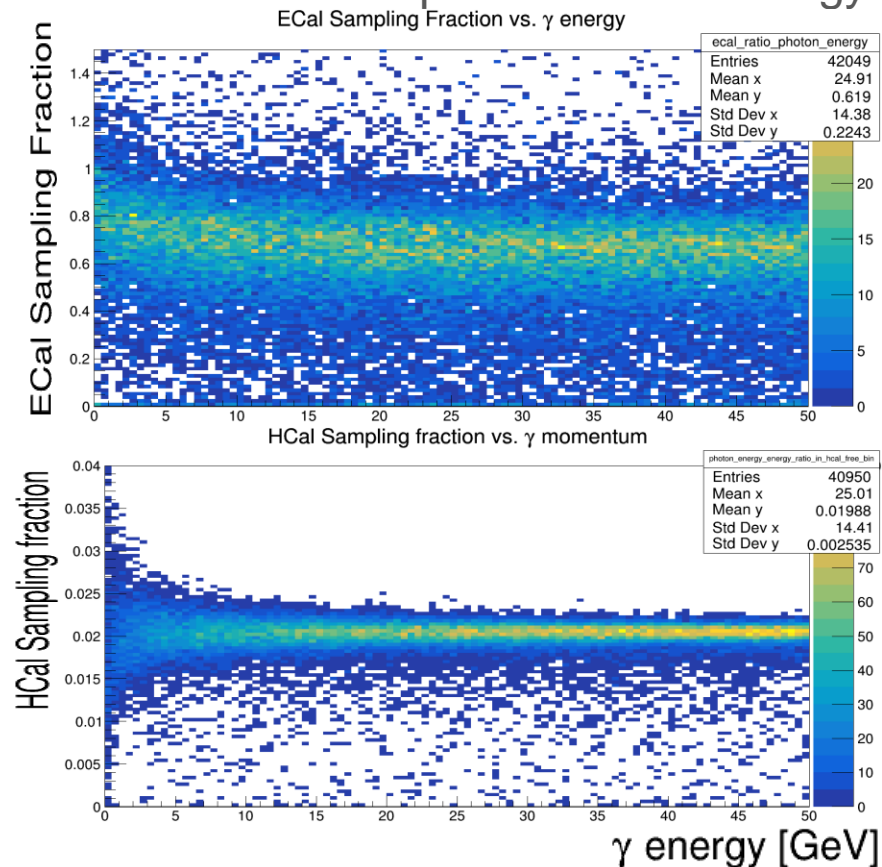 ECal Sampling Fraction vs. γ energy
ecal_ratio_photon_energy
Entries 42049
Mean x 24.91
Mean y 0.619
Std Dev x 14.38
Std Dev y 0.2243
ECal Sampling Fraction
1.4
1.2
1
0.8
0.6
0.4
0.2
0
0 5 10 15 20 25 30 35 40 45 50
20
15
10
5
0
HCal Sampling fraction vs. γ momentum
photon_energy_energy_ratio_in_hcal_free_bin
Entries 40950
Mean x 25.01
Mean y 0.01988
Std Dev x 14.41
Std Dev y 0.002535
HCal Sampling fraction
0.04
0.035
0.03
0.025
0.02
0.015
0.01
0.005
0
0 5 10 15 20 25 30 35 40 45 50
70
60
50
40
30
20
10
0
γ energy [GeV]